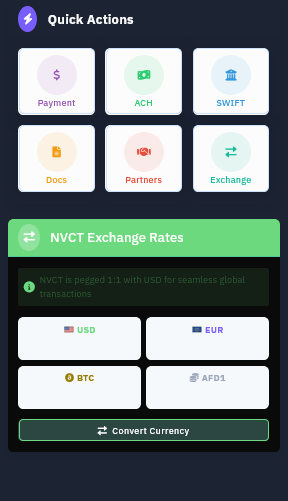 Quick Actions
Payment
ACH
SWIFT
Docs
Partners
Exchange
NVCT Exchange Rates
NVCT is pegged 1:1 with USD for seamless global
transactions
USD
EUR
BTC
AFD1
Convert Currency